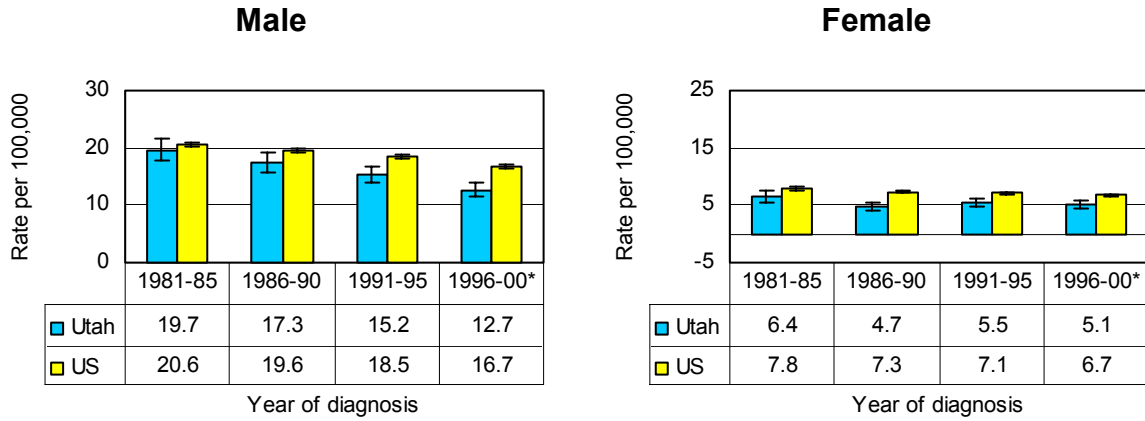 Male
Rate per 100,000
30
20
10
0
1981-85 1986-90 1991-95 1996-00*
Utah 19.7 17.3 15.2 12.7
US 20.6 19.6 18.5 16.7
Year of diagnosis
Female
Rate per 100,000
25
15
5
-5
1981-85 1986-90 1991-95 1996-00*
Utah 6.4 4.7 5.5 5.1
US 7.8 7.3 7.1 6.7
Year of diagnosis